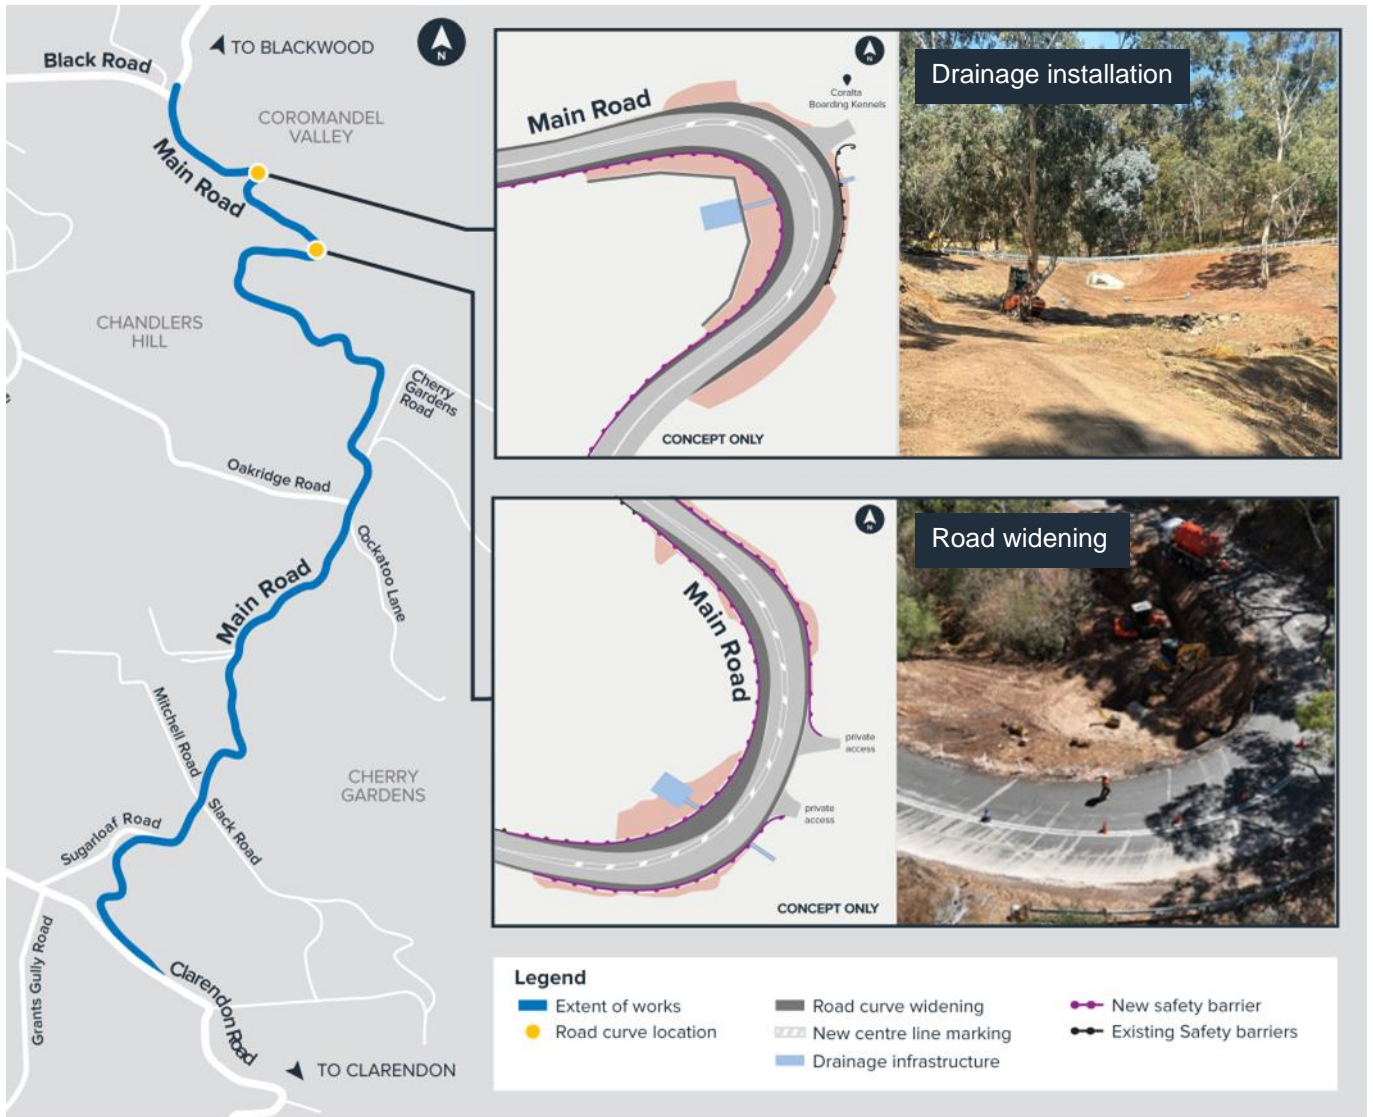 TO BLACKWOOD
N
Black Road
COROMANDEL
VALLEY
Main Road
CHANDLERS
HILL
Cherry
Gardens
Road
Oakridge Road
Cockatoo Lane
Main Road
Mitchell Road
CHERRY
GARDENS
Slack Road
Sugarloaf Road
Grants Gully Road
Clarendon Road
TO CLARENDON
Main Road
N
Coralta
Boarding Kennels
CONCEPT ONLY
Drainage installation
N
Main Road
private
access
private
access
CONCEPT ONLY
Road widening
Legend
Extent of works
Road curve location
Road curve widening
New centre line marking
Drainage infrastructure
New safety barrier
Existing Safety barriers